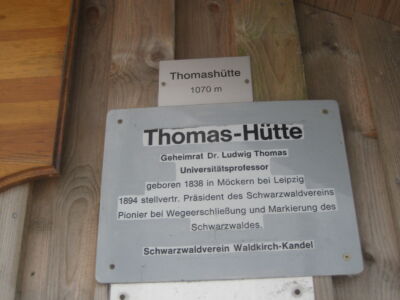 Thomashütte
1070 m
Thomas-Hütte
Geheimrat Dr. Ludwig Thomas
Universitätsprofessor
geboren 1838 in Möckern bei Leipzig
1894 stellvertr. Präsident des Schwarzwaldvereins
Pionier bei Wegeerschließung und Markierung des
Schwarzwaldes.
Schwarzwaldverein Waldkirch-Kandel